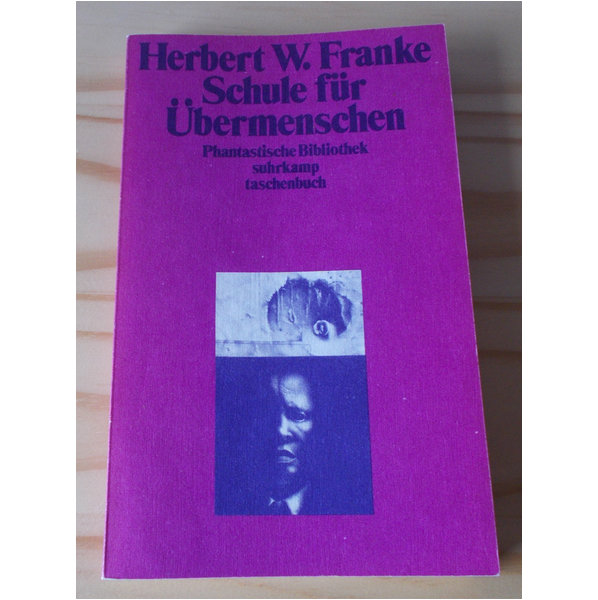 Herbert W. Franke
Schule für
Übermenschen
Phantastische Bibliothek
suhrkamp
taschenbuch